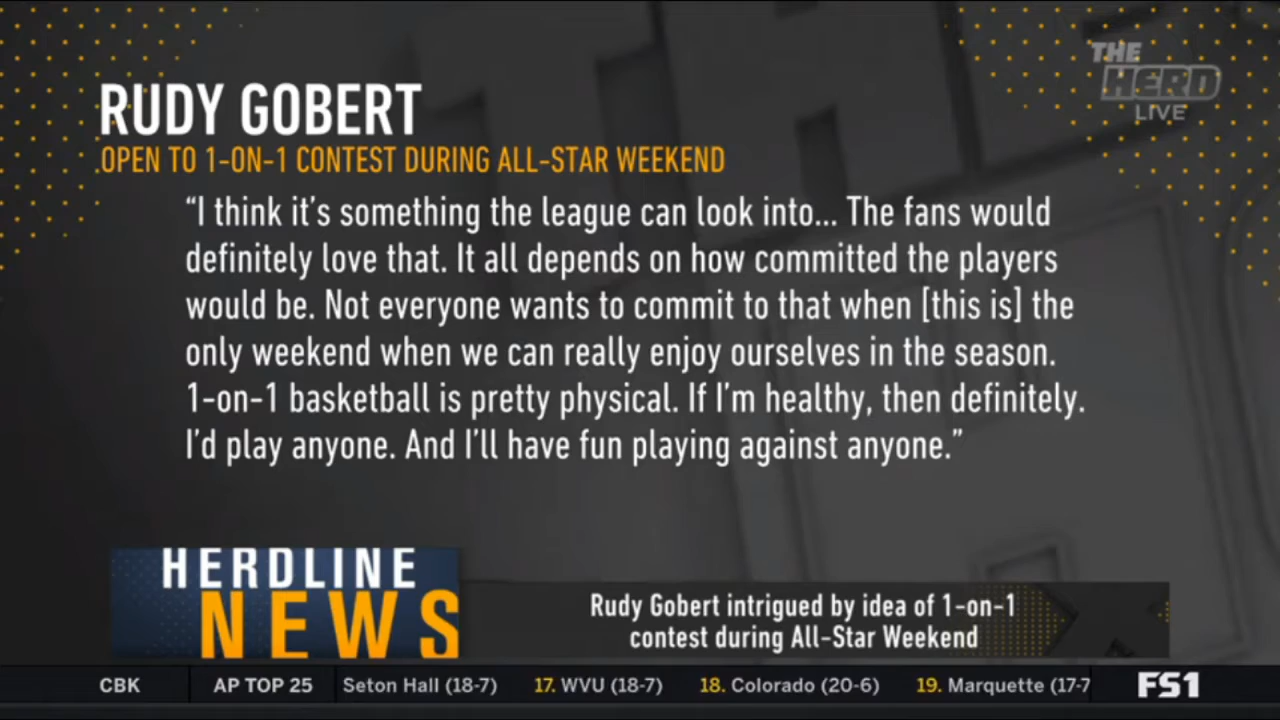 THE
HERD
LIVE
RUDY GOBERT
OPEN TO 1-ON-1 CONTEST DURING ALL-STAR WEEKEND
“I think it’s something the league can look into... The fans would
definitely love that. It all depends on how committed the players
would be. Not everyone wants to commit to that when [this is] the
only weekend when we can really enjoy ourselves in the season.
1-on-1 basketball is pretty physical. If I’m healthy, then definitely.
I’d play anyone. And I’ll have fun playing against anyone.”
HERDLINE
NEWS
Rudy Gobert intrigued by idea of 1-on-1
contest during All-Star Weekend
CBK AP TOP 25 Seton Hall (18-7) 17. WVU (18-7) 18. Colorado (20-6) 19. Marquette (17-7 FS1